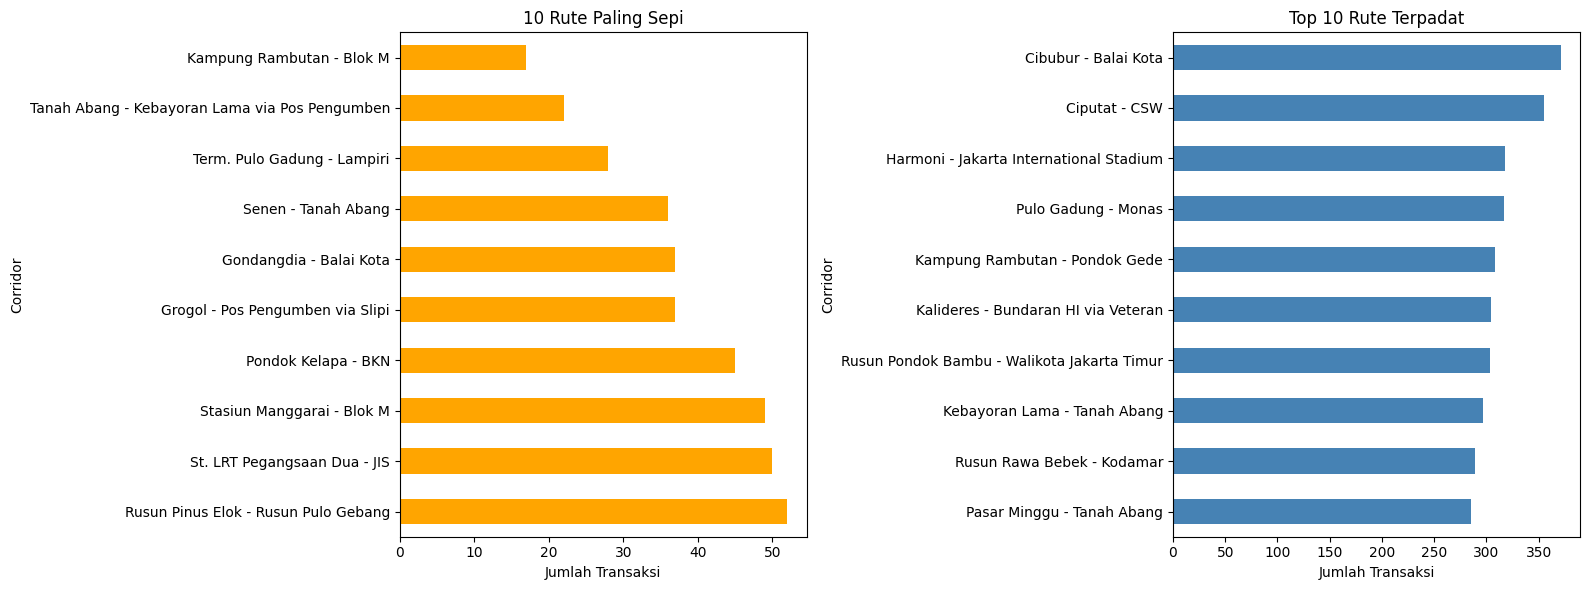 10 Rute Paling Sepi
Corridor
Kampung Rambutan - Blok M
Tanah Abang - Kebayoran Lama via Pos Pengumben
Term. Pulo Gadung - Lampiri
Senen - Tanah Abang
Gondangdia - Balai Kota
Grogol - Pos Pengumben via Slipi
Pondok Kelapa - BKN
Stasiun Manggarai - Blok M
St. LRT Pegangsaan Dua - JIS
Rusun Pinus Elok - Rusun Pulo Gebang
0 10 20 30 40 50
Jumlah Transaksi
Top 10 Rute Terpadat
Corridor
Cibubur - Balai Kota
Ciputat - CSW
Harmoni - Jakarta International Stadium
Pulo Gadung - Monas
Kampung Rambutan - Pondok Gede
Kalideres - Bundaran HI via Veteran
Rusun Pondok Bambu - Walikota Jakarta Timur
Kebayoran Lama - Tanah Abang
Rusun Rawa Bebek - Kodamar
Pasar Minggu - Tanah Abang
0 50 100 150 200 250 300 350
Jumlah Transaksi